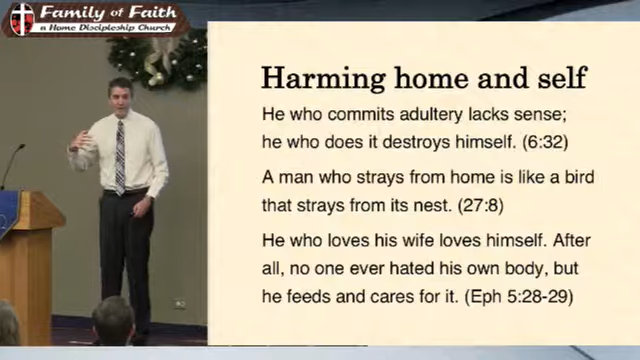 Family of Faith
a Home Discipleship Church
Harming home and self
He who commits adultery lacks sense;
he who does it destroys himself. (6:32)
A man who strays from home is like a bird
that strays from its nest. (27:8)
He who loves his wife loves himself. After
all, no one ever hated his own body, but
he feeds and cares for it. (Eph 5:28-29)